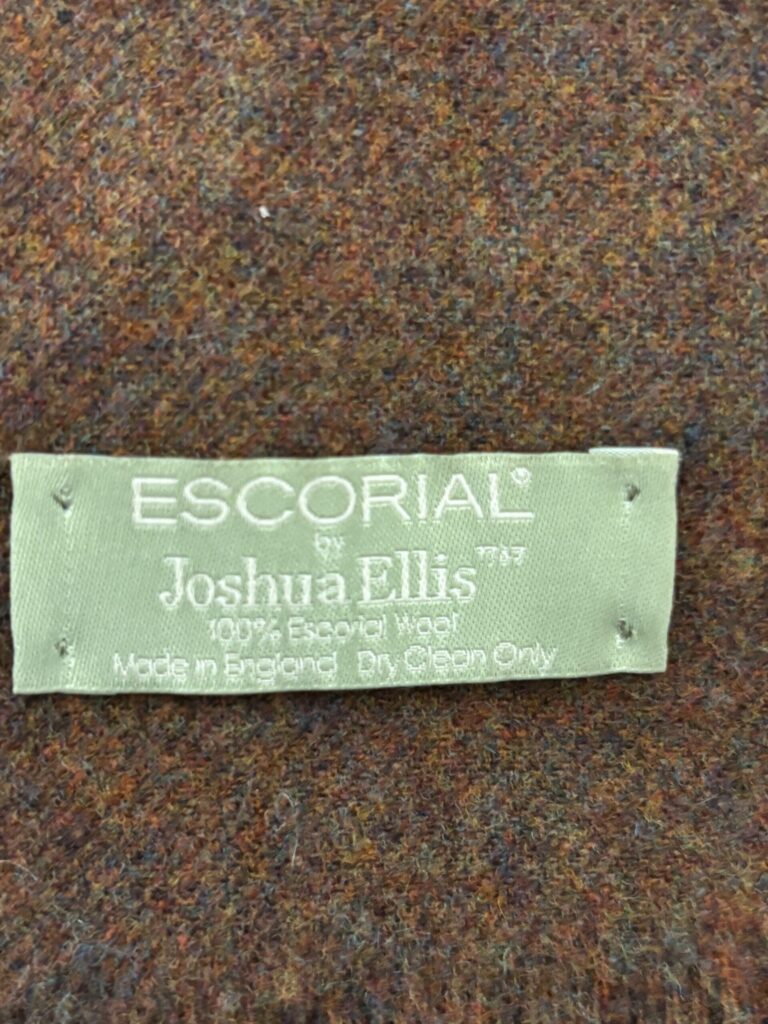 ESCORIAL®
by
Joshua Ellis 1767
100% Escorial Wool
Made in England Dry Clean Only